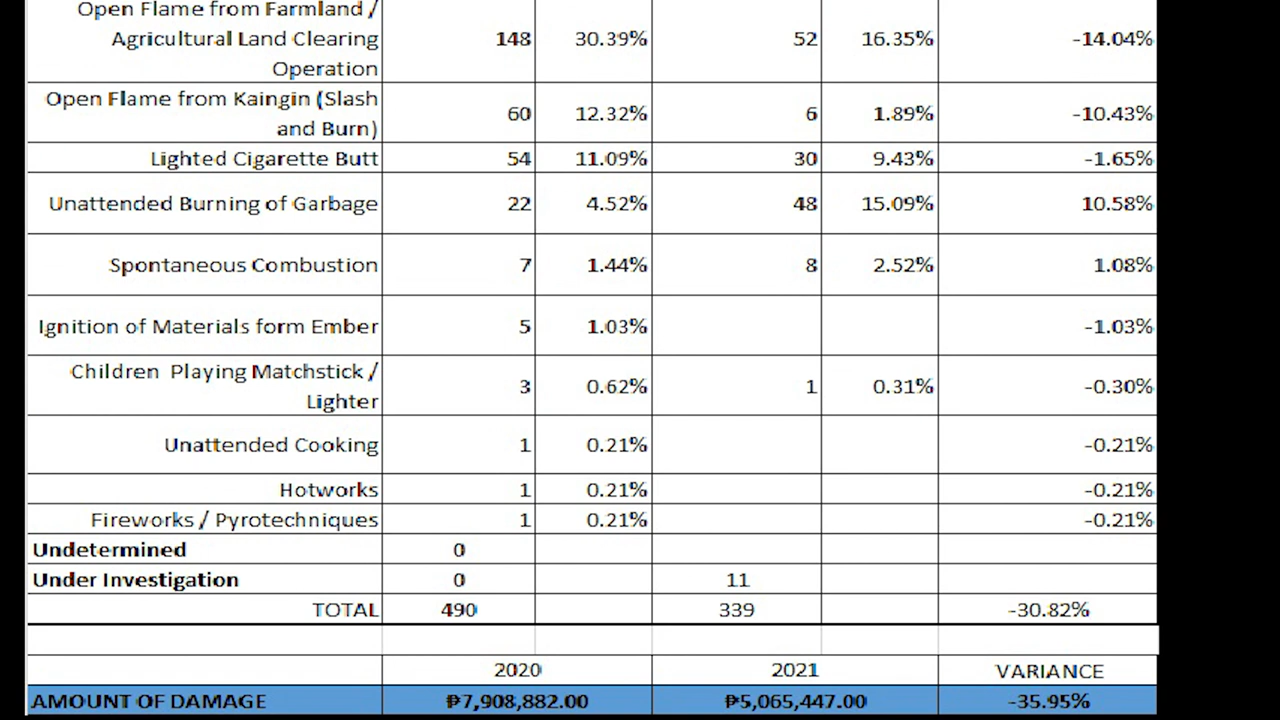 Open Flame from Farmland /
Agricultural Land Clearing 148 30.39% 52 16.35% -14.04%
Operation
Open Flame from Kaingin (Slash
and Burn) 60 12.32% 6 1.89% -10.43%
Lighted Cigarette Butt 54 11.09% 30 9.43% -1.65%
Unattended Burning of Garbage 22 4.52% 48 15.09% 10.58%
Spontaneous Combustion 7 1.44% 8 2.52% 1.08%
Ignition of Materials form Ember 5 1.03% -1.03%
Children Playing Matchstick /
Lighter 3 0.62% 1 0.31% -0.30%
Unattended Cooking 1 0.21% -0.21%
Hotworks 1 0.21% -0.21%
Fireworks / Pyrotechniques 1 0.21% -0.21%
Undetermined 0
Under Investigation 0 11
TOTAL 490 339 -30.82%
2020 2021 VARIANCE
AMOUNT OF DAMAGE ₱7,908,882.00 ₱5,065,447.00 -35.95%